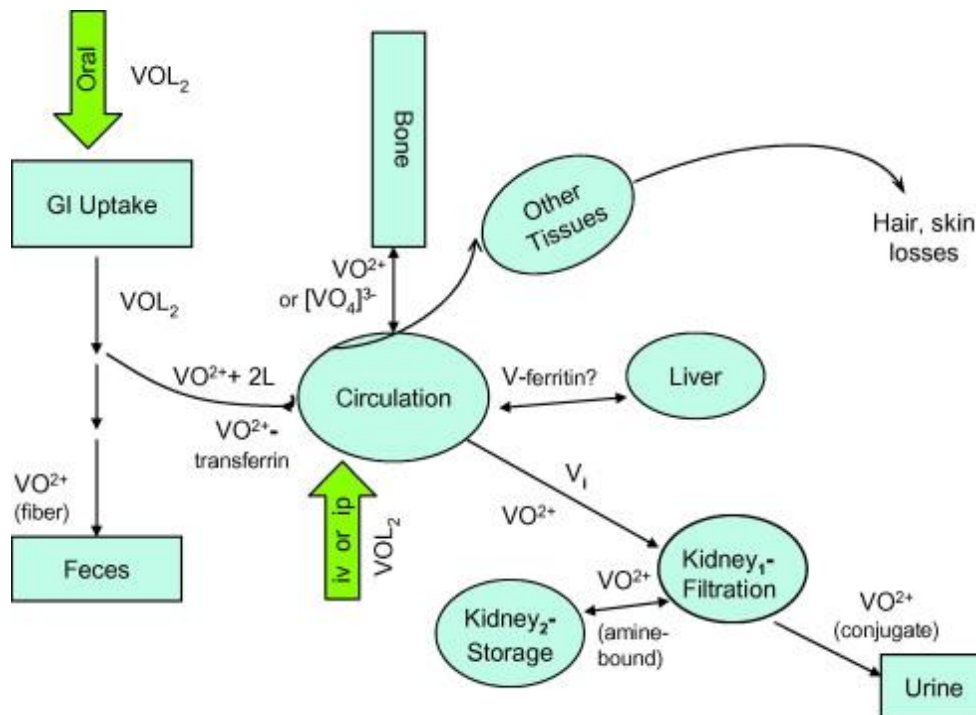 Oral
VOL₂
GI Uptake
VOL₂
VO²⁺+ 2L
VO²⁺-
transferrin
VO²⁺
(fiber)
Feces
Bone
VO²⁺
or [VO₄]³⁻
Other
Tissues
Hair, skin
losses
Circulation
V-ferritin?
Liver
iv or ip
VOL₂
V₁
VO²⁺
Kidney₁-
Filtration
VO²⁺
(amine-
bound)
Kidney₂-
Storage
VO²⁺
(conjugate)
Urine